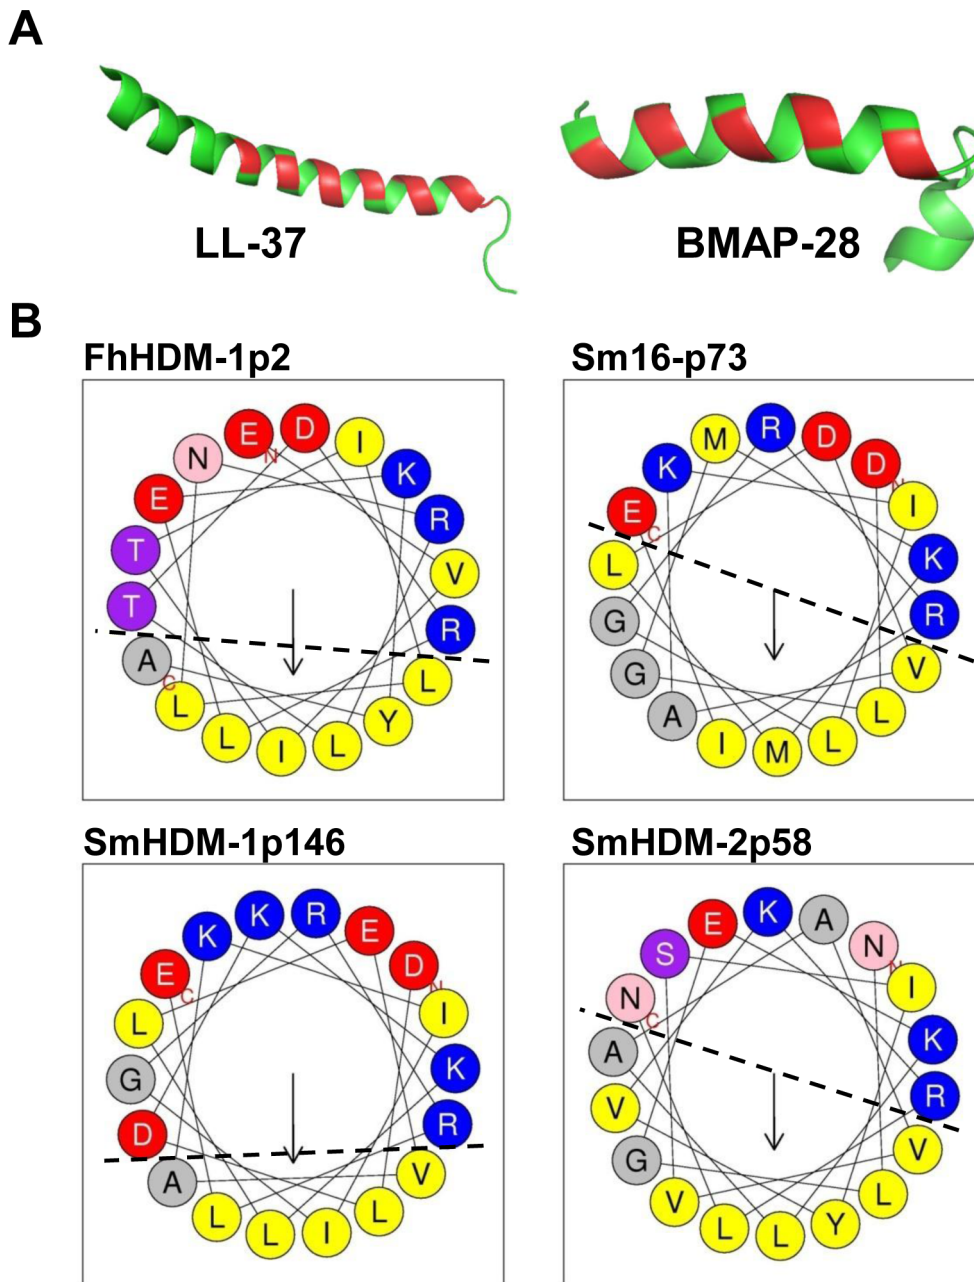 A
LL-37
BMAP-28
B
FhHDM-1p2
E D I
N N K
E R
T V
T R
A L
C
L Y
L I L
Sm16-p73
M R D
K D
N
E I
C
L K
G R
G V
A L
I M L
SmHDM-1p146
K K R E
E D
C N
L I
G K
D R
A V
L L I L
SmHDM-2p58
E K A
S N
N
N I
C
A K
V R
G V
V L
L L Y